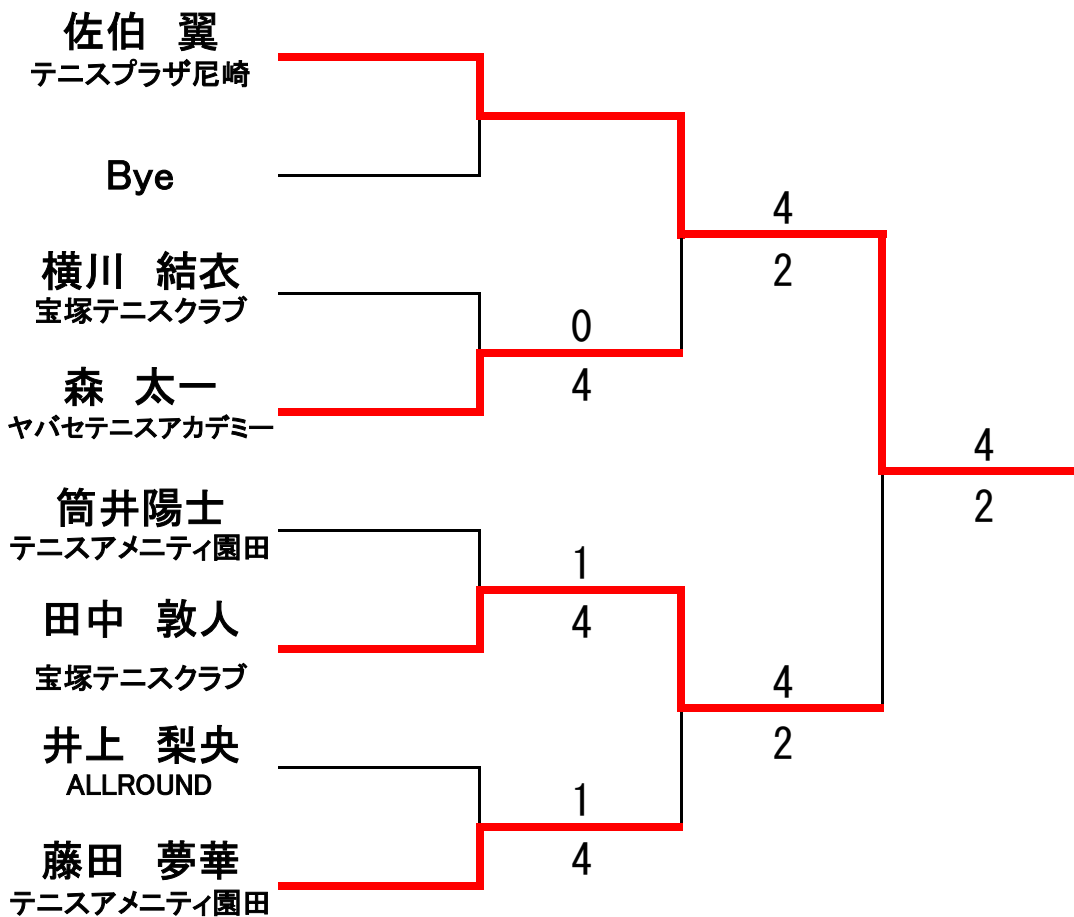 佐伯　翼
テニスプラザ尼崎
Bye
4
2
横川　結衣
宝塚テニスクラブ
0
4
森　太一
ヤバセテニスアカデミー
4
2
筒井陽士
テニスアメニティ園田
1
4
田中　敦人
宝塚テニスクラブ
4
2
井上　梨央
ALLROUND
1
4
藤田　夢華
テニスアメニティ園田